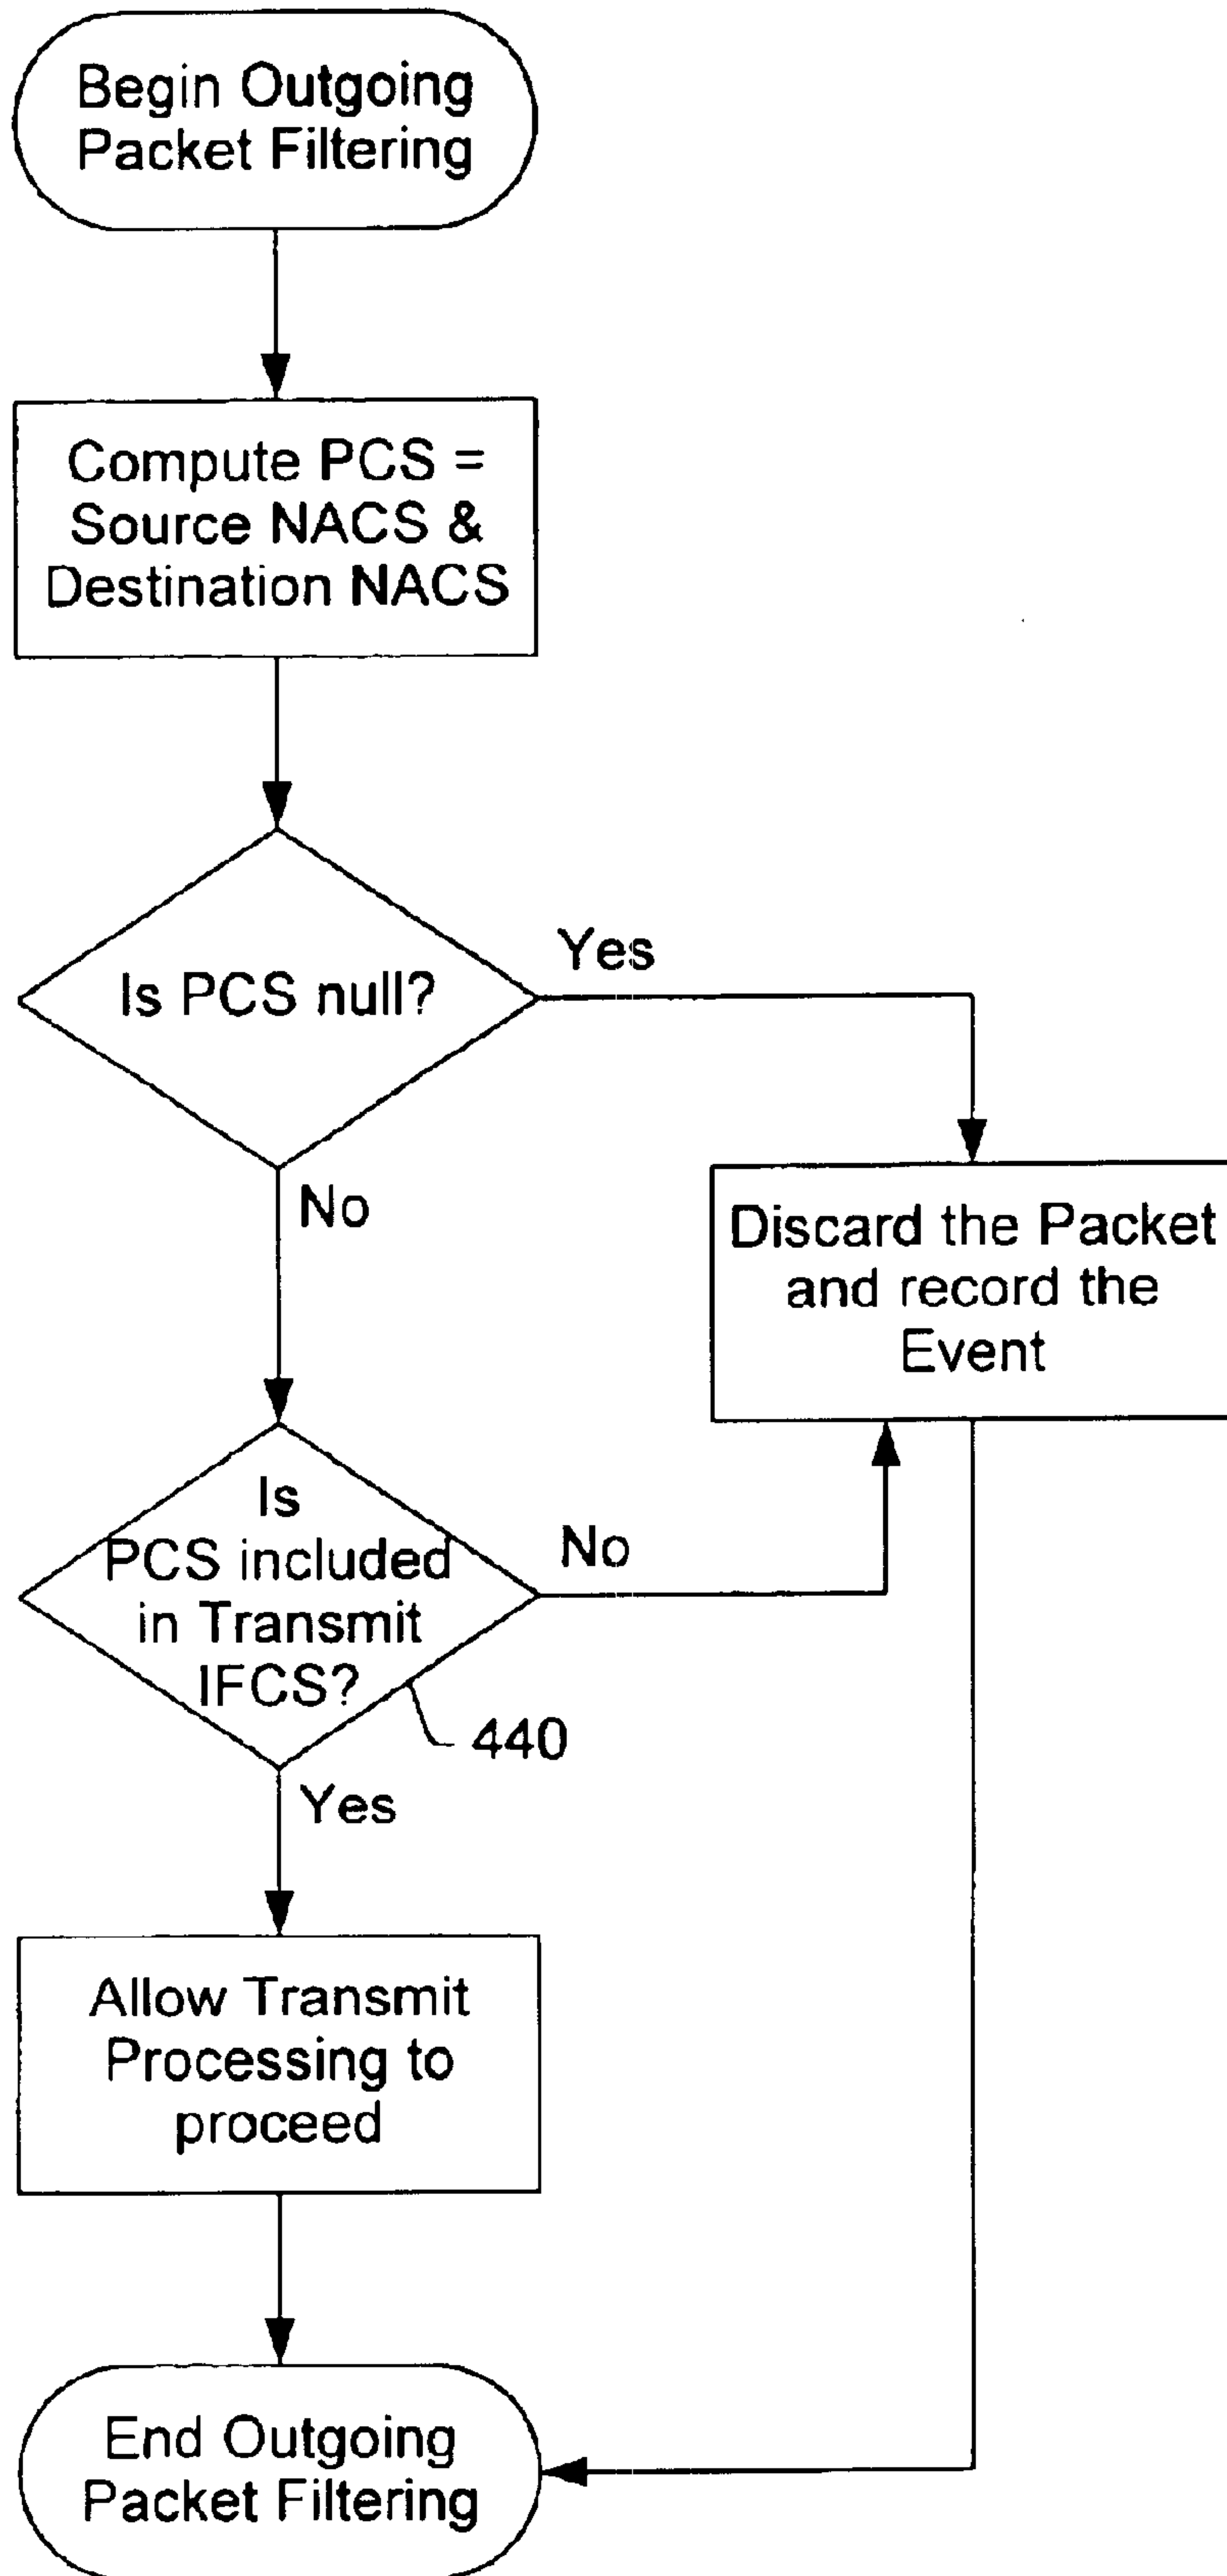 Begin Outgoing
Packet Filtering
Compute PCS =
Source NACS &
Destination NACS
Is PCS null?
Yes
No
Discard the Packet
and record the
Event
Is
PCS included
in Transmit
IFCS?
No
440
Yes
Allow Transmit
Processing to
proceed
End Outgoing
Packet Filtering